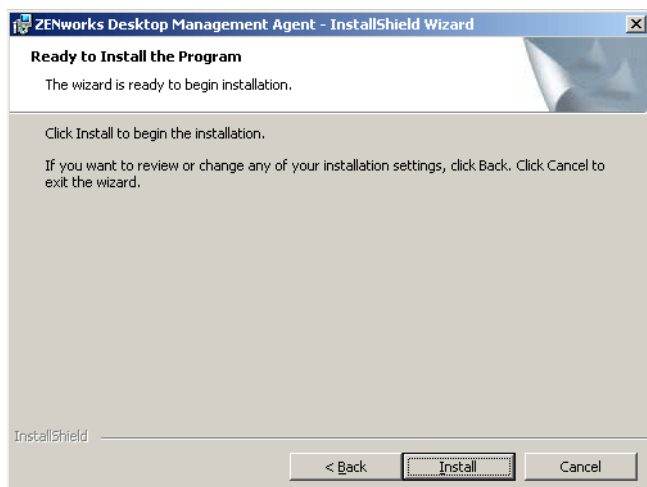 ZENworks Desktop Management Agent - InstallShield Wizard
Ready to Install the Program
The wizard is ready to begin installation.
Click Install to begin the installation.
If you want to review or change any of your installation settings, click Back. Click Cancel to
exit the wizard.
InstallShield
< Back
Install
Cancel